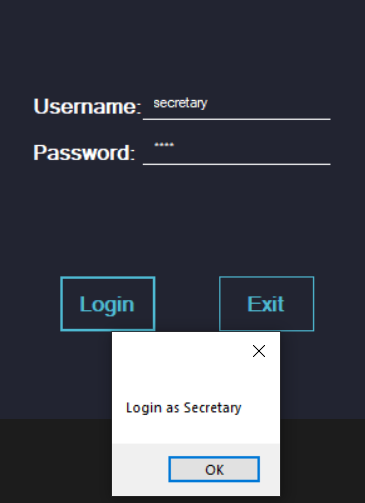 Username: secretary
Password: ****
Login Exit
Login as Secretary
OK